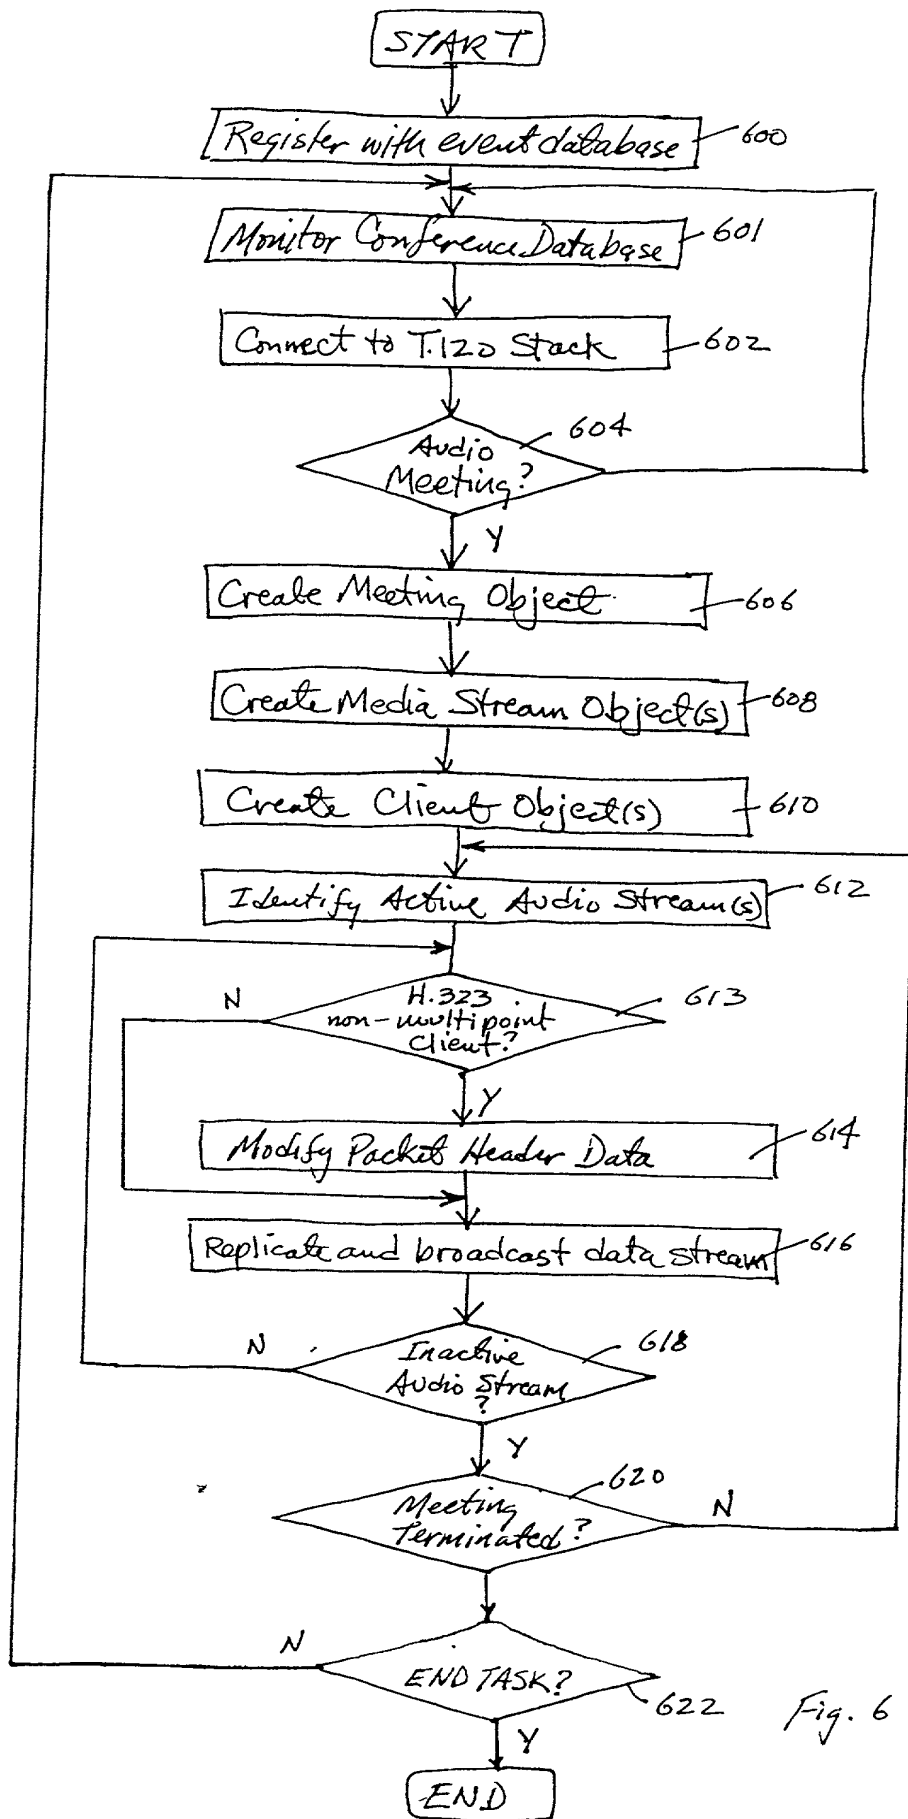 START
Register with event database 600
Monitor Conference Database 601
Connect to T.120 Stack 602
604
Audio
Meeting?
Y
Create Meeting Object 606
Create Media Stream Object(s) 608
Create Client Object(s) 610
Identify Active Audio Stream(s) 612
N
H.323
non-multipoint
Client?
613
Y
Modify Packet Header Data 614
Replicate and broadcast data stream 616
N
Inactive
Audio Stream
?
618
Y
620
Meeting
Terminated?
N
N
END TASK?
622
Fig. 6
Y
END